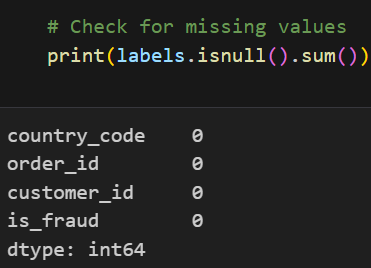 # Check for missing values
print(labels.isnull().sum())
country_code    0
order_id        0
customer_id     0
is_fraud        0
dtype: int64